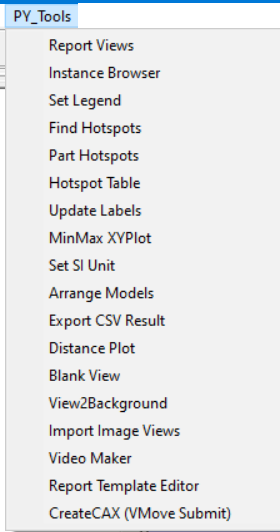 PY_Tools
Report Views
Instance Browser
Set Legend
Find Hotspots
Part Hotspots
Hotspot Table
Update Labels
MinMax XYPlot
Set SI Unit
Arrange Models
Export CSV Result
Distance Plot
Blank View
View2Background
Import Image Views
Video Maker
Report Template Editor
CreateCAX (VMove Submit)